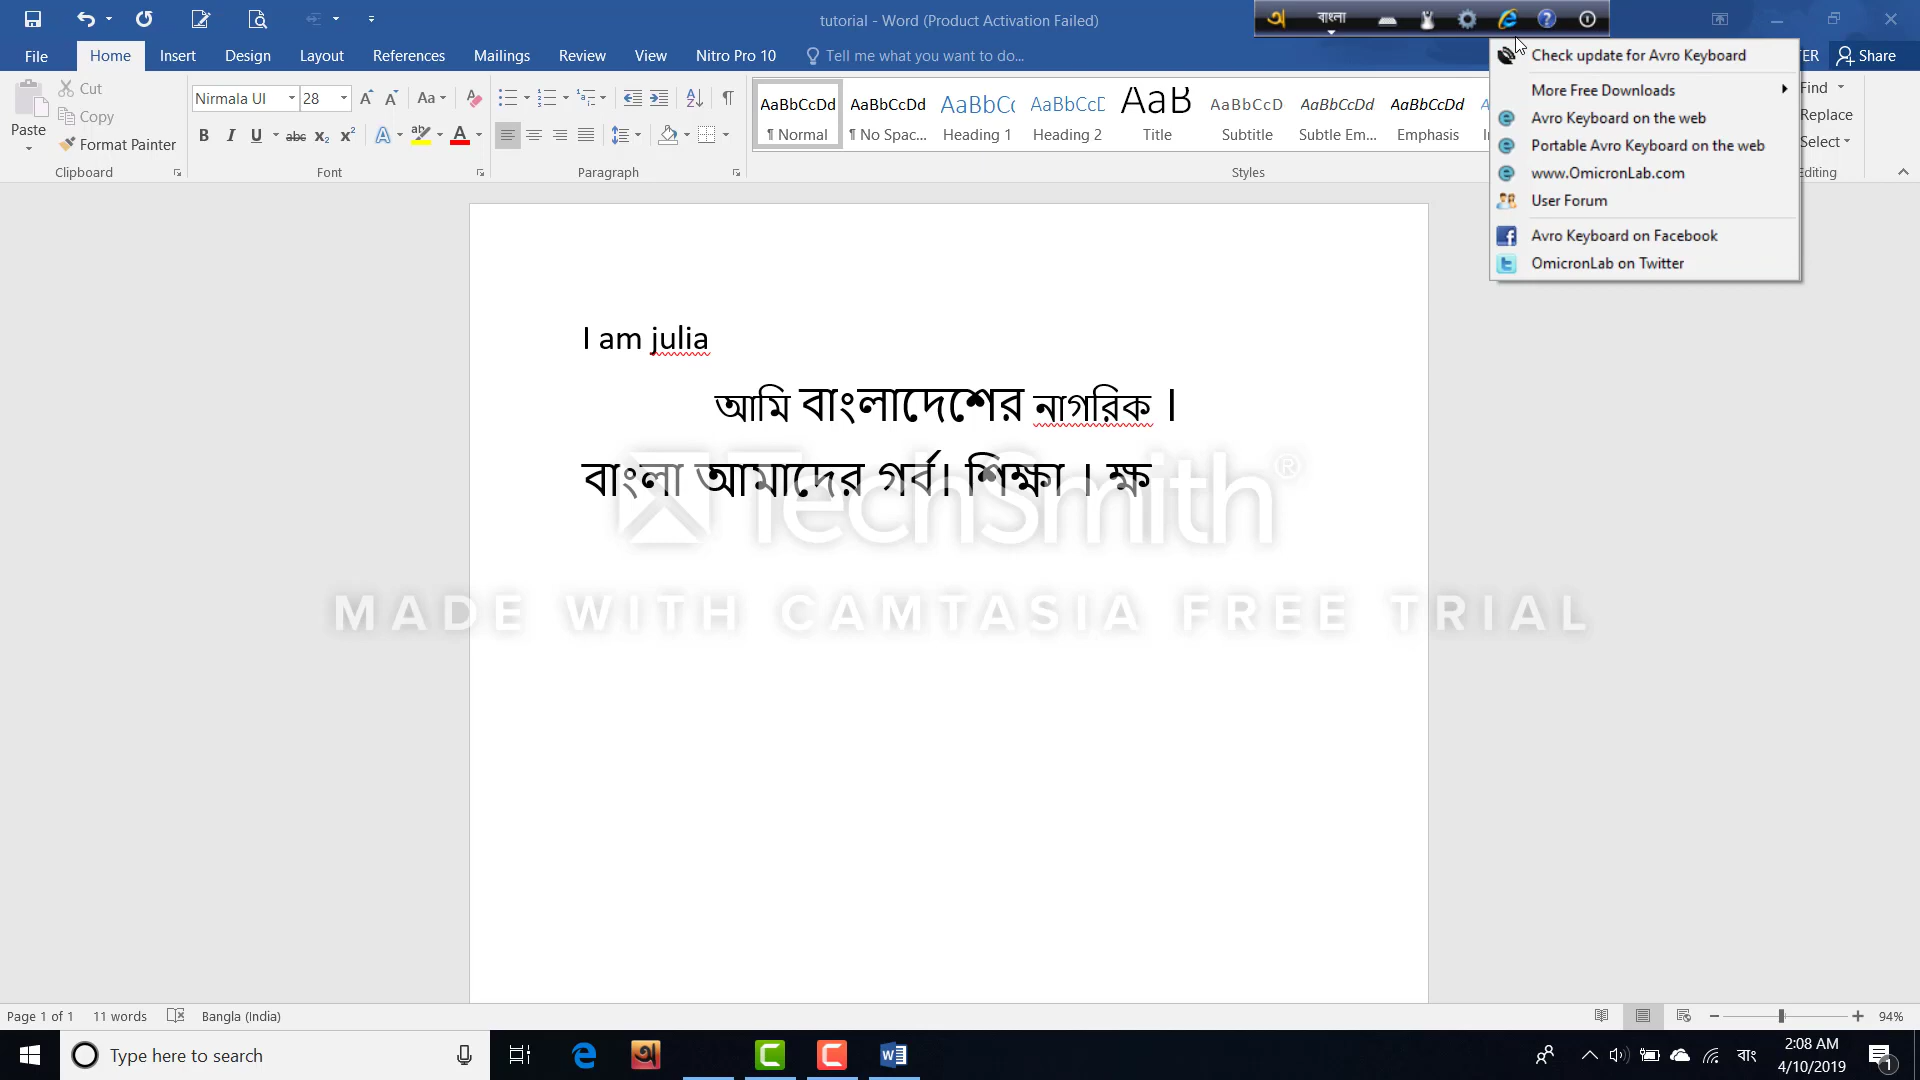 tutorial - Word (Product Activation Failed)
বাংলা
File Home Insert Design Layout References Mailings Review View Nitro Pro 10 Tell me what you want to do... Share
Check update for Avro Keyboard
More Free Downloads
Avro Keyboard on the web
Portable Avro Keyboard on the web
www.OmicronLab.com
User Forum
Avro Keyboard on Facebook
OmicronLab on Twitter
Paste
Cut
Copy
Format Painter
Clipboard
Nirmala UI 28
Font
Paragraph
AaBbCcDd AaBbCcDd AaBbCc AaBbCcD AaB AaBbCcD AaBbCcDd AaBbCcDd
¶ Normal ¶ No Spac... Heading 1 Heading 2 Title Subtitle Subtle Em... Emphasis
Styles
Find
Replace
Select
Editing
I am julia
আমি বাংলাদেশের নাগরিক ।
বাংলা আমাদের গর্ব। শিক্ষা । ক্ষ
TechSmith®
MADE WITH CAMTASIA FREE TRIAL
Page 1 of 1 11 words Bangla (India) 94%
Type here to search
বাং
2:08 AM
4/10/2019
1